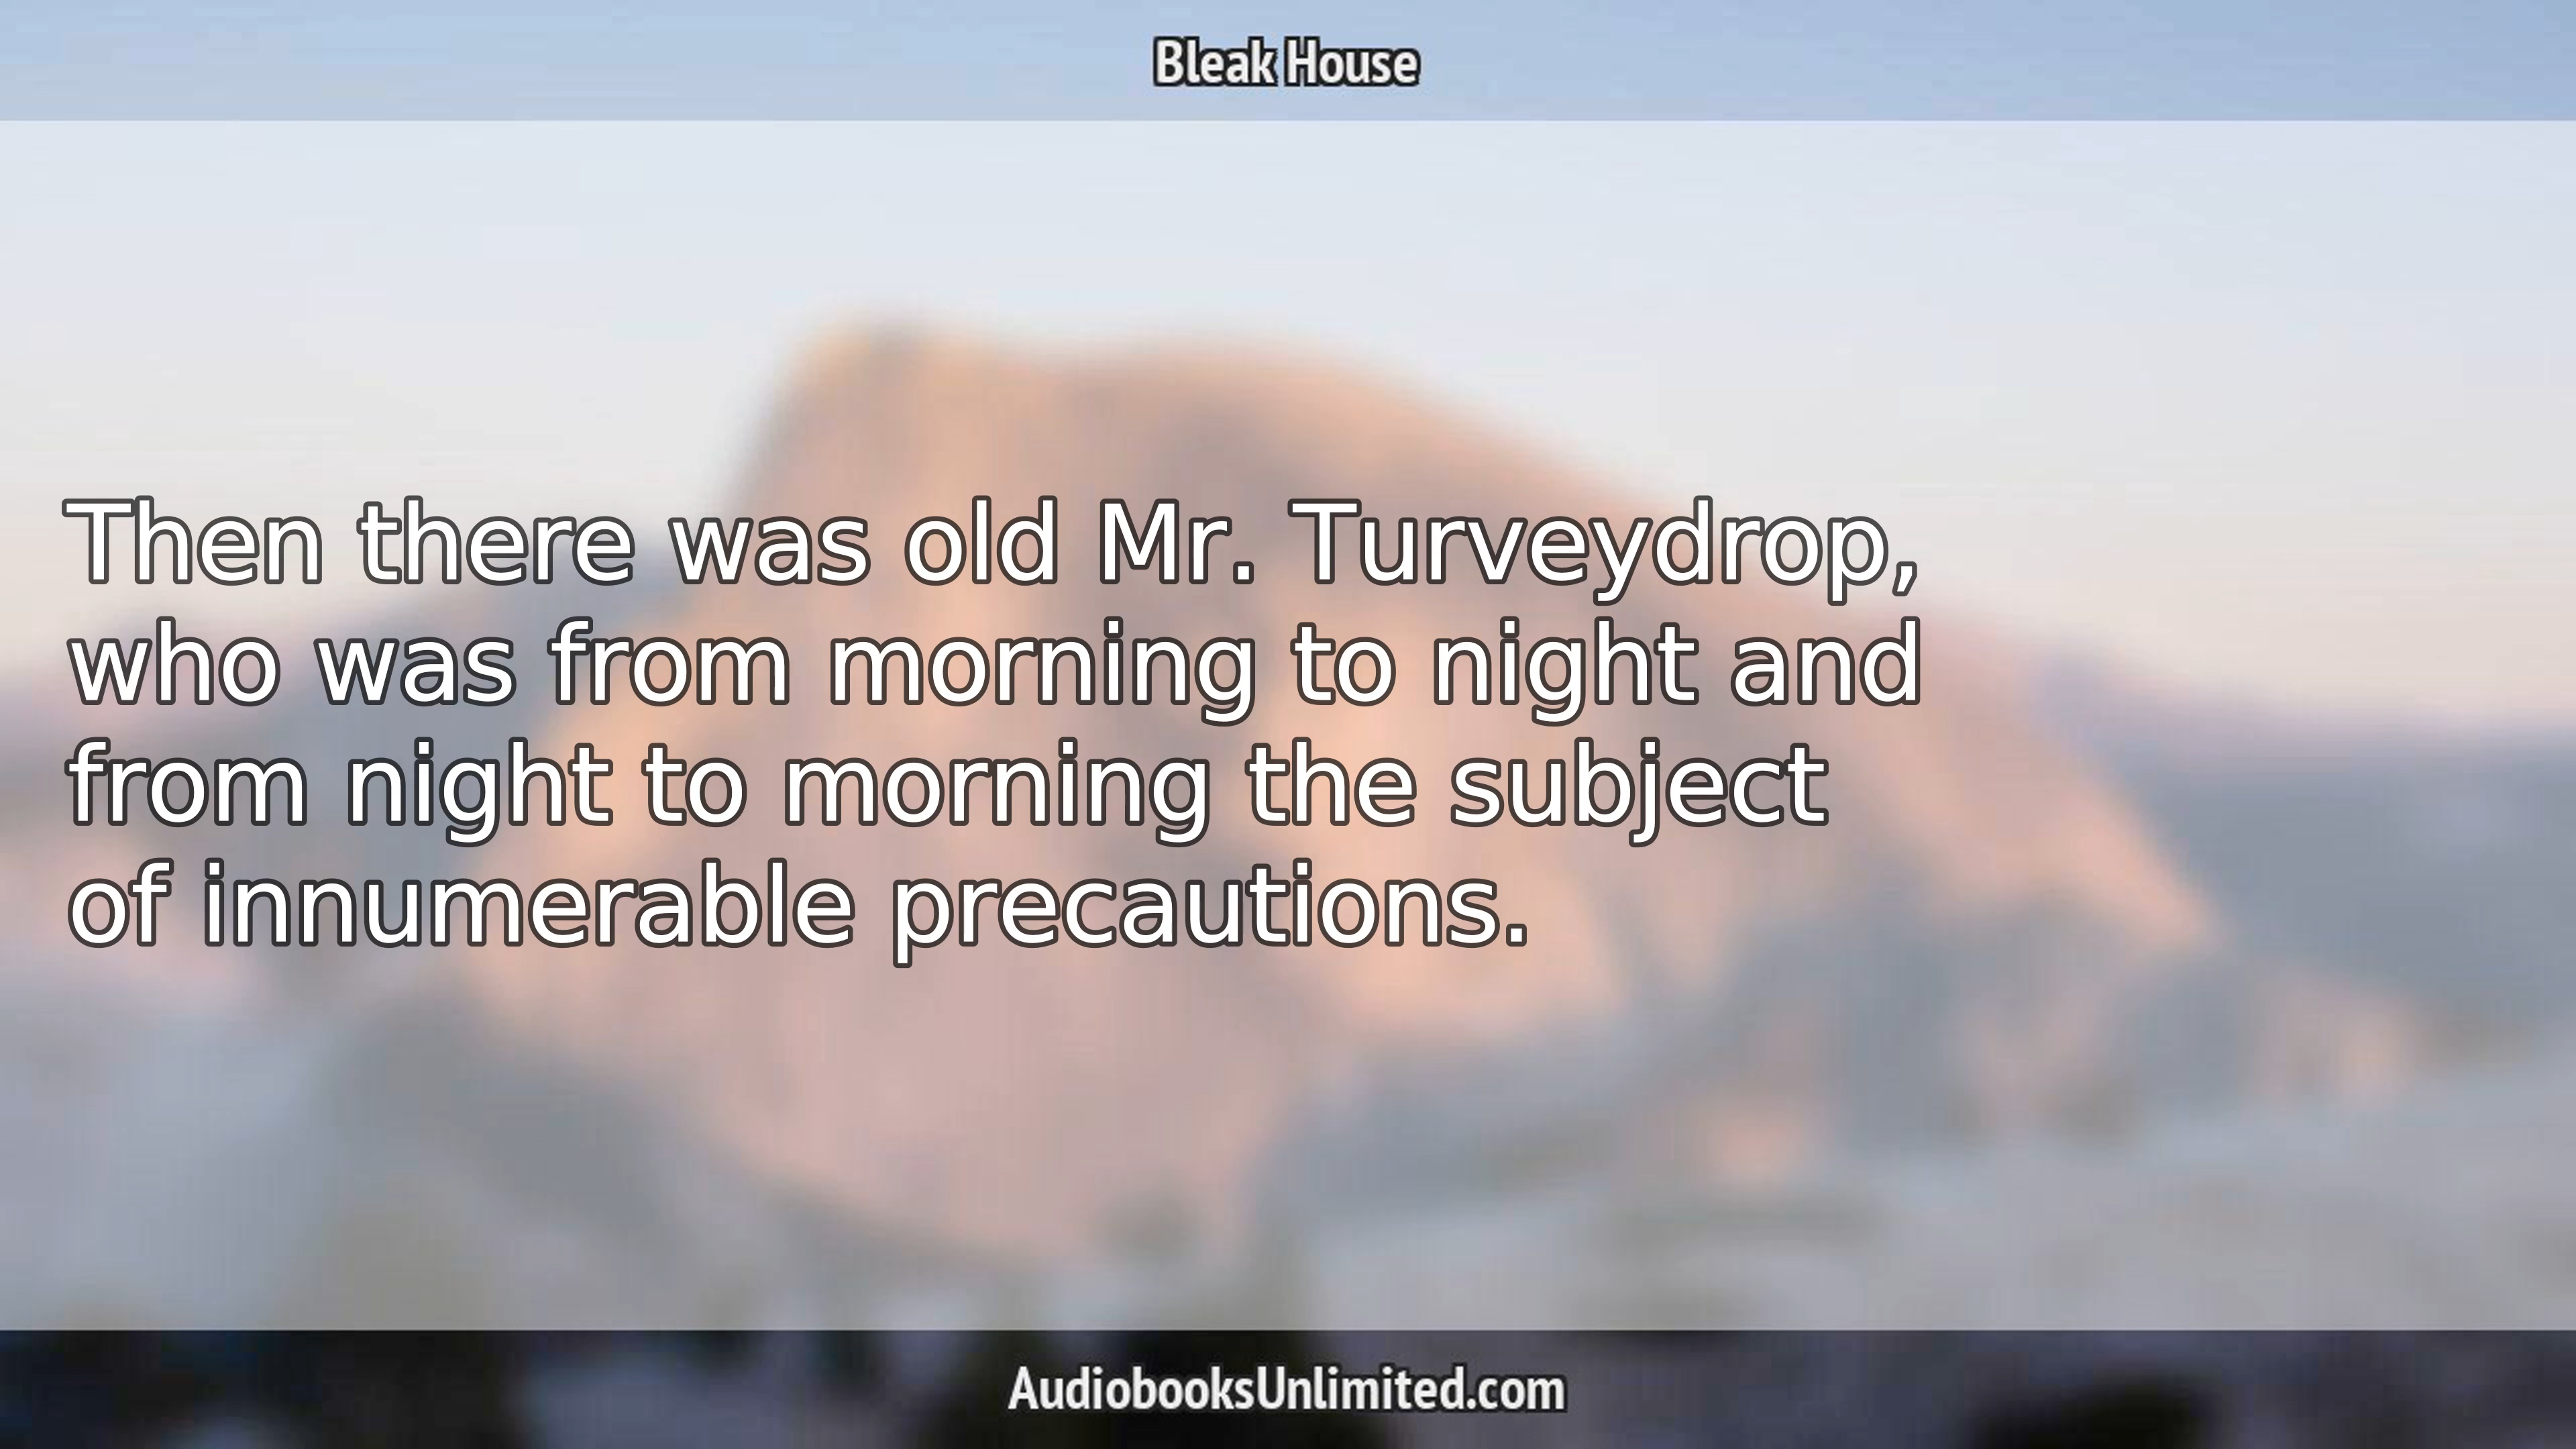 Bleak House
Then there was old Mr. Turveydrop,
who was from morning to night and
from night to morning the subject
of innumerable precautions.
AudiobooksUnlimited.com